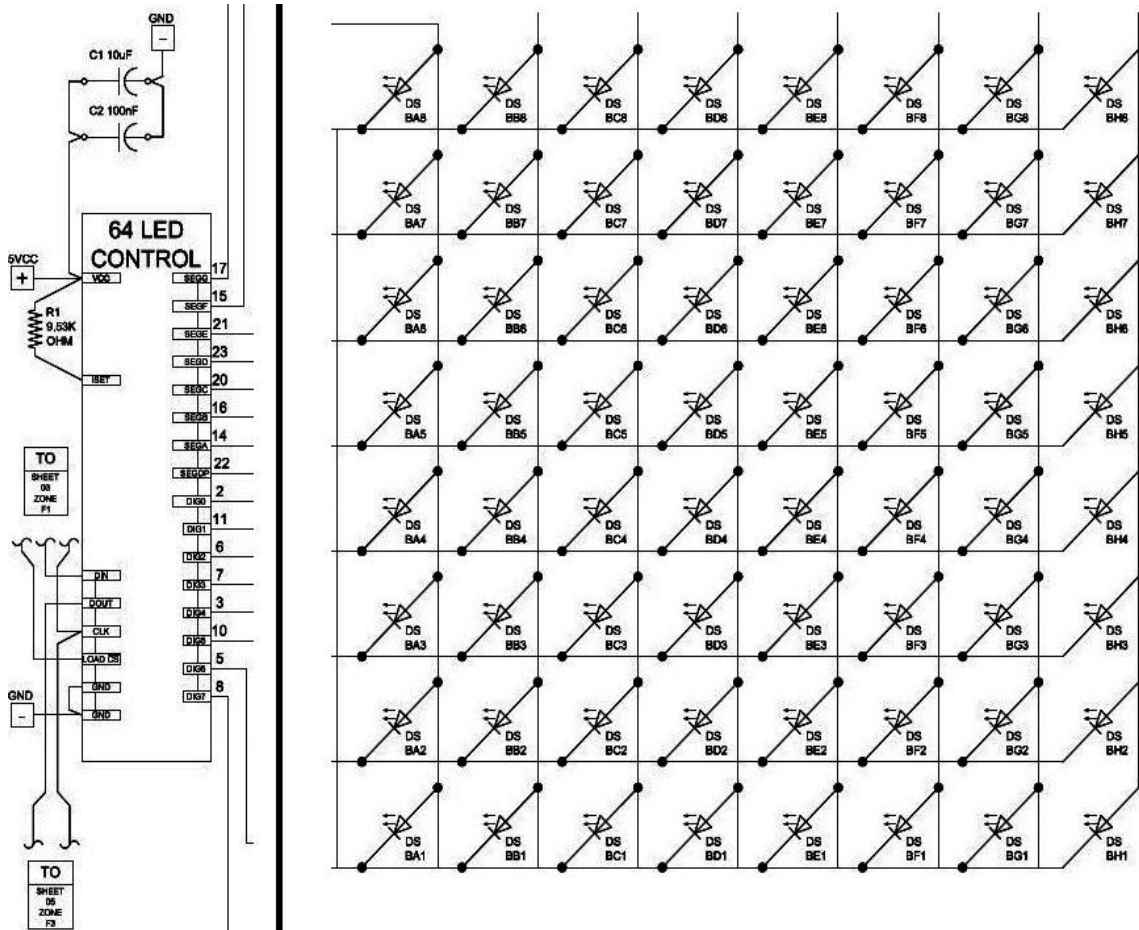 GND
-
C1 10uF
C2 100nF
64 LED
CONTROL
5VCC
+
VCC
R1
9,53K
OHM
ISET
17
SEGG
15
SEGF
21
SEGE
23
SEGD
20
SEGC
16
SEGB
14
SEGA
22
SEGDP
2
DIG0
11
DIG1
6
DIG2
7
DIG3
3
DIG4
10
DIG5
5
DIG6
8
DIG7
TO
SHEET
03
ZONE
F1
DIN
DOUT
CLK
LOAD CS
GND
GND
GND
-
TO
SHEET
05
ZONE
F3
DS DS DS DS DS DS DS
BA8 BB8 BC8 BD8 BE8 BF8 BG8 BH8
DS DS DS DS DS DS DS DS
BA7 BB7 BC7 BD7 BE7 BF7 BG7 BH7
DS DS DS DS DS DS DS DS
BA6 BB6 BC6 BD6 BE6 BF6 BG6 BH6
DS DS DS DS DS DS DS DS
BA5 BB5 BC5 BD5 BE5 BF5 BG5 BH5
DS DS DS DS DS DS DS DS
BA4 BB4 BC4 BD4 BE4 BF4 BG4 BH4
DS DS DS DS DS DS DS DS
BA3 BB3 BC3 BD3 BE3 BF3 BG3 BH3
DS DS DS DS DS DS DS DS
BA2 BB2 BC2 BD2 BE2 BF2 BG2 BH2
DS DS DS DS DS DS DS DS
BA1 BB1 BC1 BD1 BE1 BF1 BG1 BH1